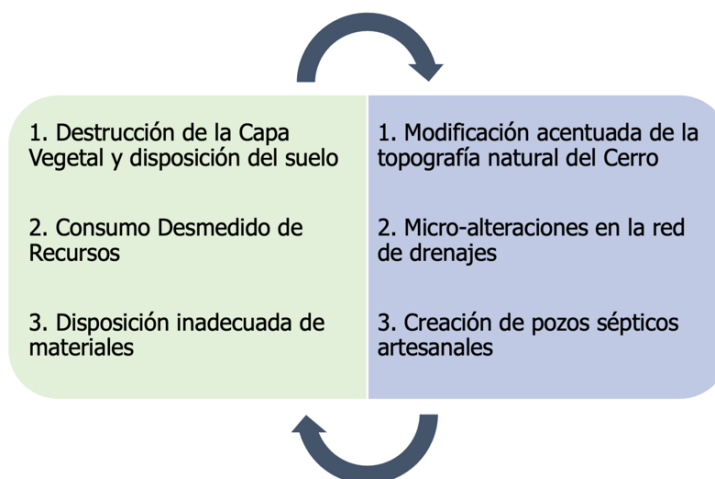 1. Destrucción de la Capa
Vegetal y disposición del suelo
2. Consumo Desmedido de
Recursos
3. Disposición inadecuada de
materiales
1. Modificación acentuada de la
topografía natural del Cerro
2. Micro-alteraciones en la red
de drenajes
3. Creación de pozos sépticos
artesanales